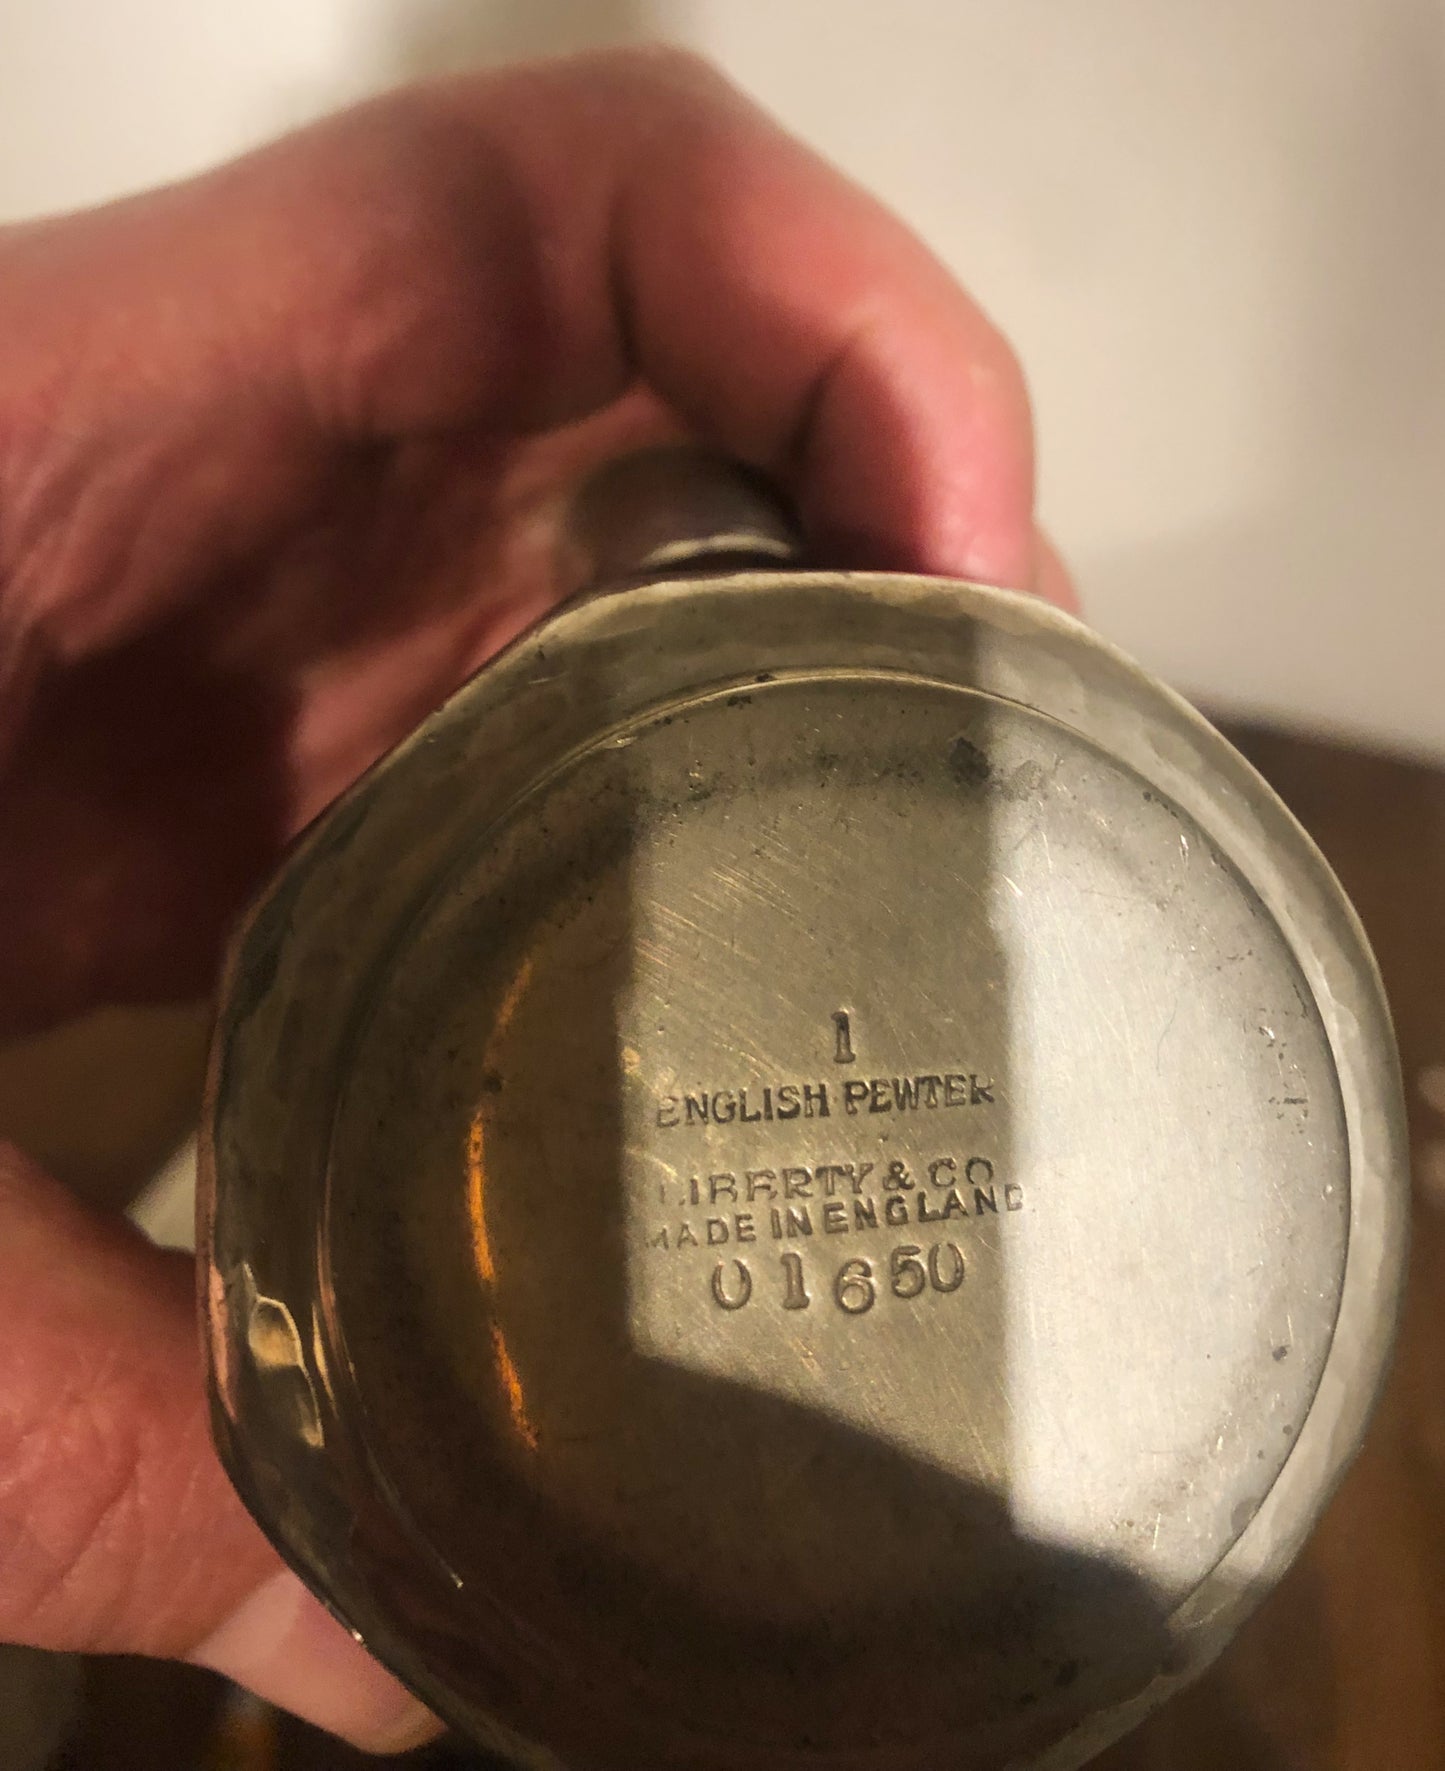 1
ENGLISH PEWTER
LIBERTY & CO
MADE IN ENGLAND
01650